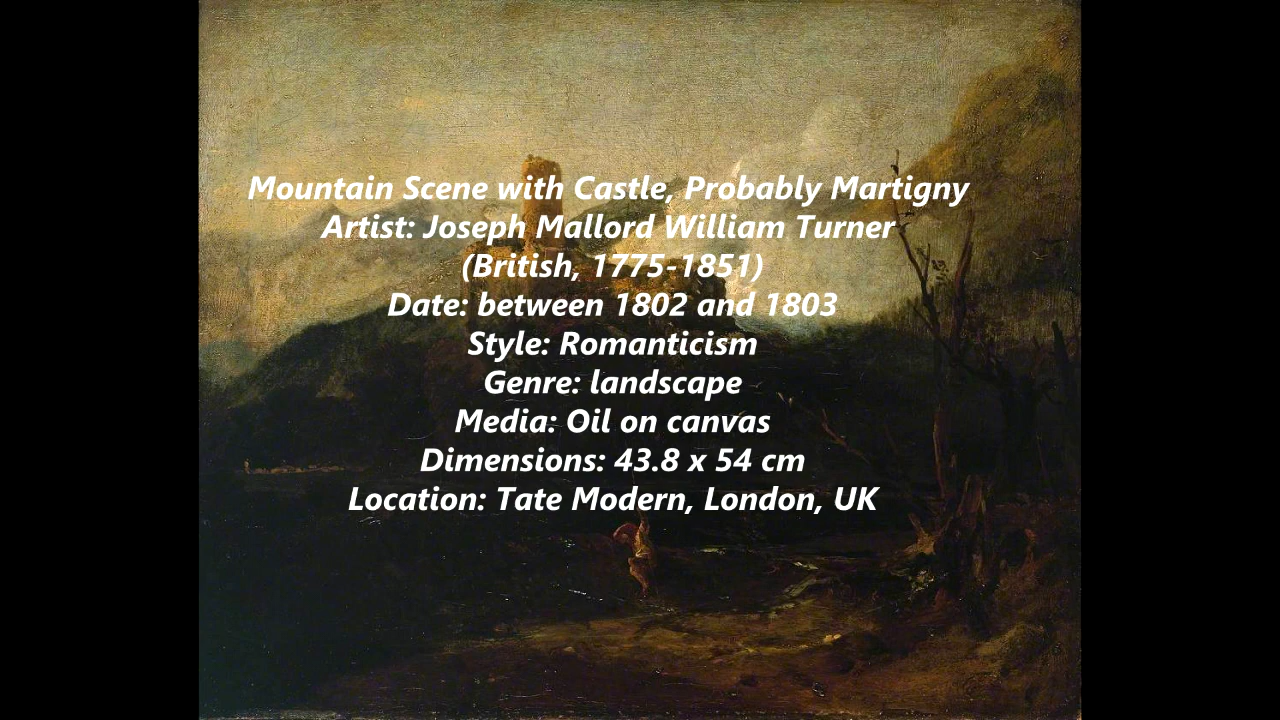 Mountain Scene with Castle, Probably Martigny
Artist: Joseph Mallord William Turner
(British, 1775-1851)
Date: between 1802 and 1803
Style: Romanticism
Genre: landscape
Media: Oil on canvas
Dimensions: 43.8 x 54 cm
Location: Tate Modern, London, UK